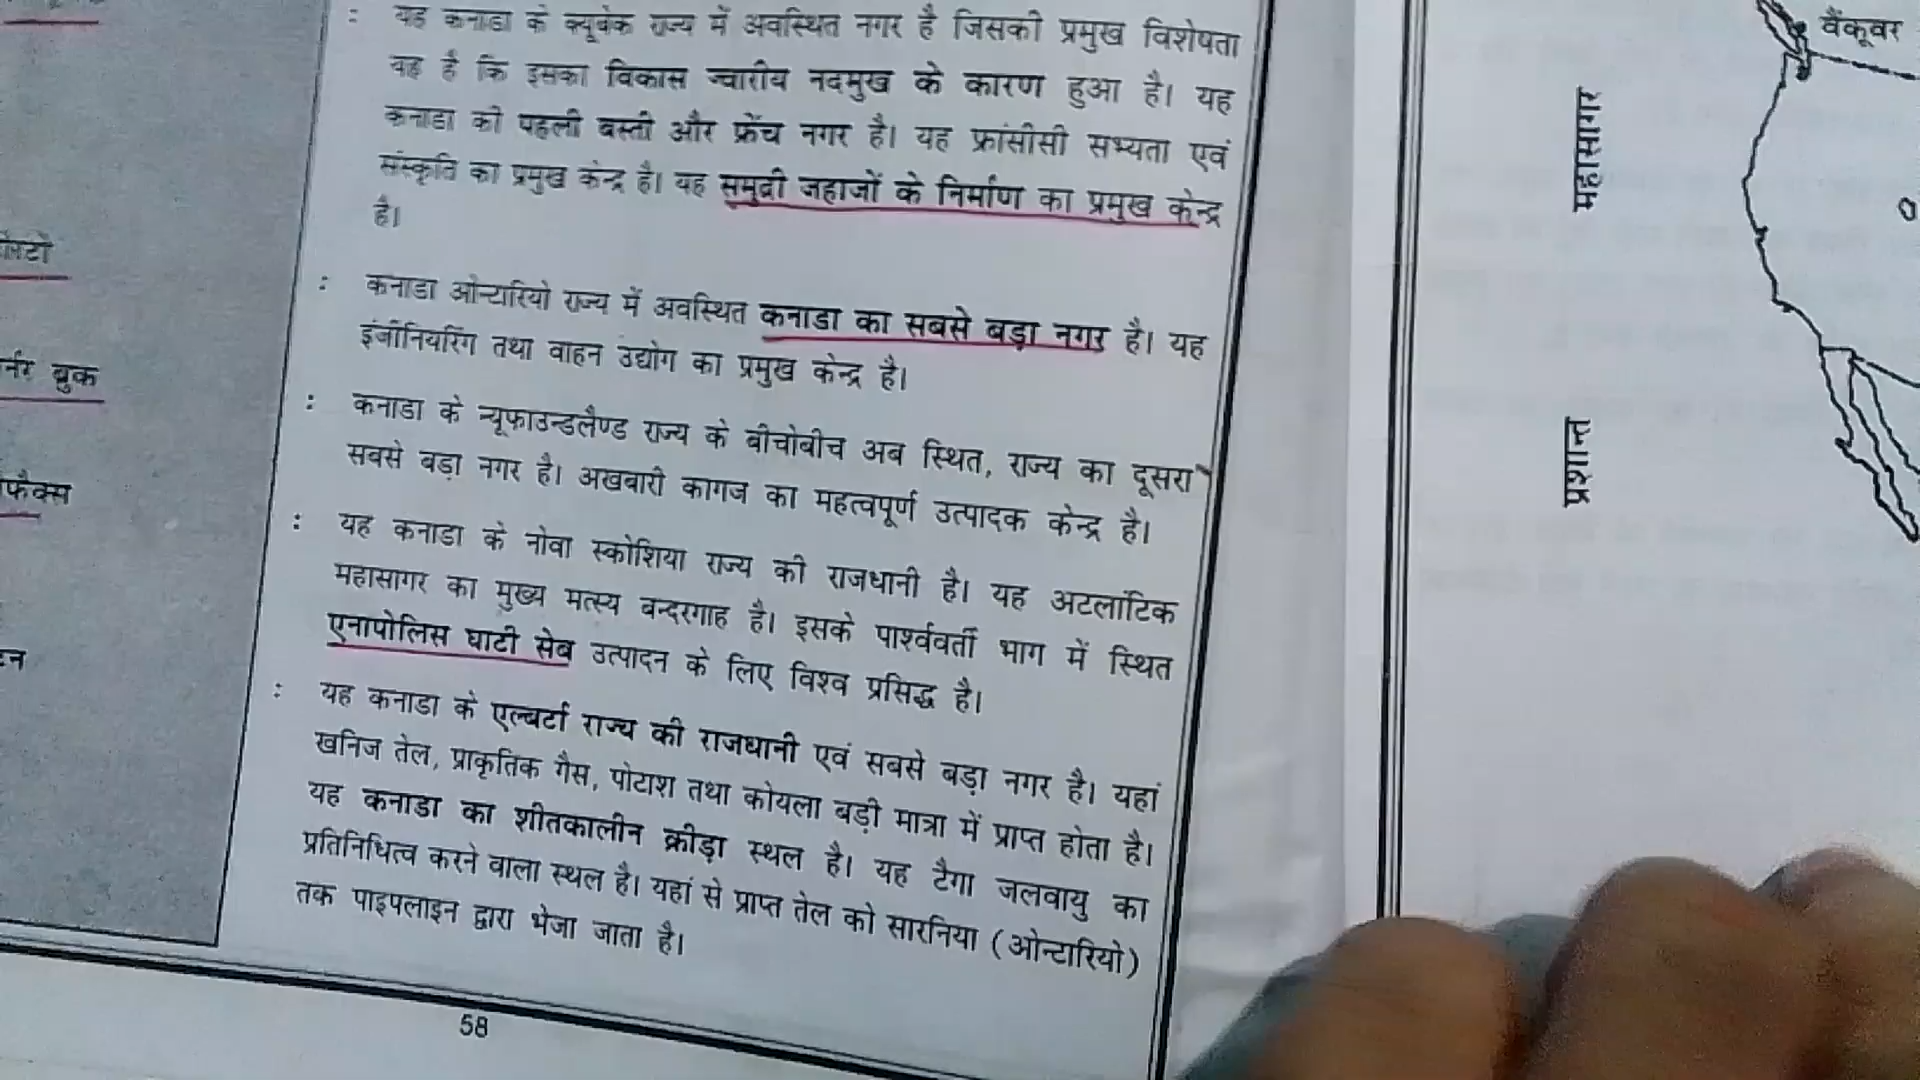 : यह कनाडा के क्यूबेक राज्य में अवस्थित नगर है जिसकी प्रमुख विशेषता
यह है कि इसका विकास ज्वारीय नदमुख के कारण हुआ है। यह
कनाडा की पहली बस्ती और फ्रेंच नगर है। यह फ्रांसीसी सभ्यता एवं
संस्कृति का प्रमुख केन्द्र है। यह समुद्री जहाजों के निर्माण का प्रमुख केन्द्र
है।
: कनाडा ओन्टारियो राज्य में अवस्थित कनाडा का सबसे बड़ा नगर है। यह
इंजीनियरिंग तथा वाहन उद्योग का प्रमुख केन्द्र है।
: कनाडा के न्यूफाउन्डलैण्ड राज्य के बीचोबीच अब स्थित, राज्य का दूसरा
सबसे बड़ा नगर है। अखबारी कागज का महत्वपूर्ण उत्पादक केन्द्र है।
ब्रुक
: यह कनाडा के नोवा स्कोशिया राज्य की राजधानी है। यह अटलांटिक
महासागर का मुख्य मत्स्य बन्दरगाह है। इसके पार्श्ववर्ती भाग में स्थित
एनापोलिस घाटी सेब उत्पादन के लिए विश्व प्रसिद्ध है।
: यह कनाडा के एल्बर्टा राज्य की राजधानी एवं सबसे बड़ा नगर है। यहां
खनिज तेल, प्राकृतिक गैस, पोटाश तथा कोयला बड़ी मात्रा में प्राप्त होता है।
यह कनाडा का शीतकालीन क्रीड़ा स्थल है। यह टैगा जलवायु का
प्रतिनिधित्व करने वाला स्थल है। यहां से प्राप्त तेल को सारनिया (ओन्टारियो)
तक पाइपलाइन द्वारा भेजा जाता है।
58
वैंकूवर
प्रशान्त महासागर